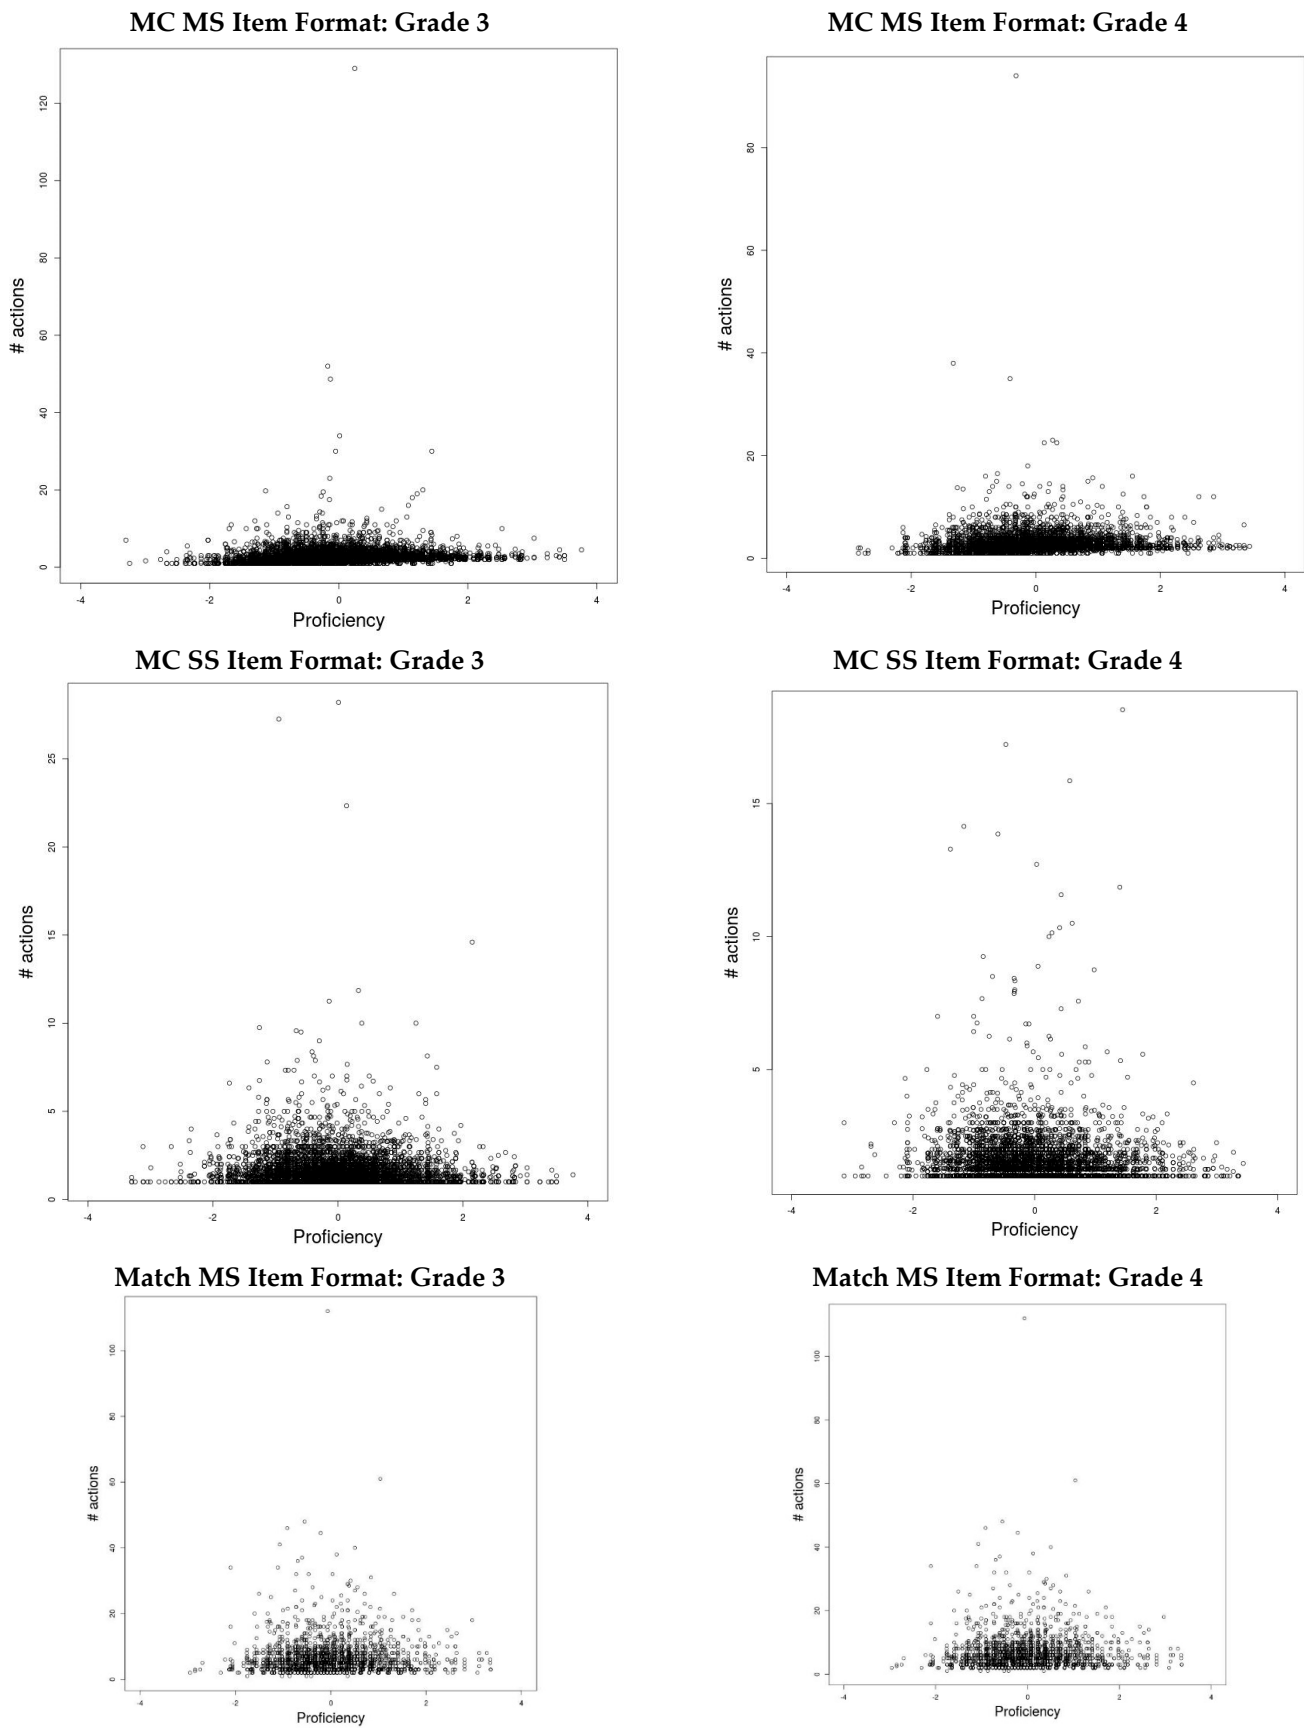 MC MS Item Format: Grade 3
# actions
120
100
80
60
40
20
0
-4 -2 0 2 4
Proficiency
MC MS Item Format: Grade 4
# actions
80
60
40
20
0
-4 -2 0 2 4
Proficiency
MC SS Item Format: Grade 3
# actions
25
20
15
10
5
0
-4 -2 0 2 4
Proficiency
MC SS Item Format: Grade 4
# actions
15
10
5
-4 -2 0 2 4
Proficiency
Match MS Item Format: Grade 3
# actions
100
80
60
40
20
0
-4 -2 0 2 4
Proficiency
Match MS Item Format: Grade 4
# actions
100
80
60
40
20
0
-4 -2 0 2 4
Proficiency